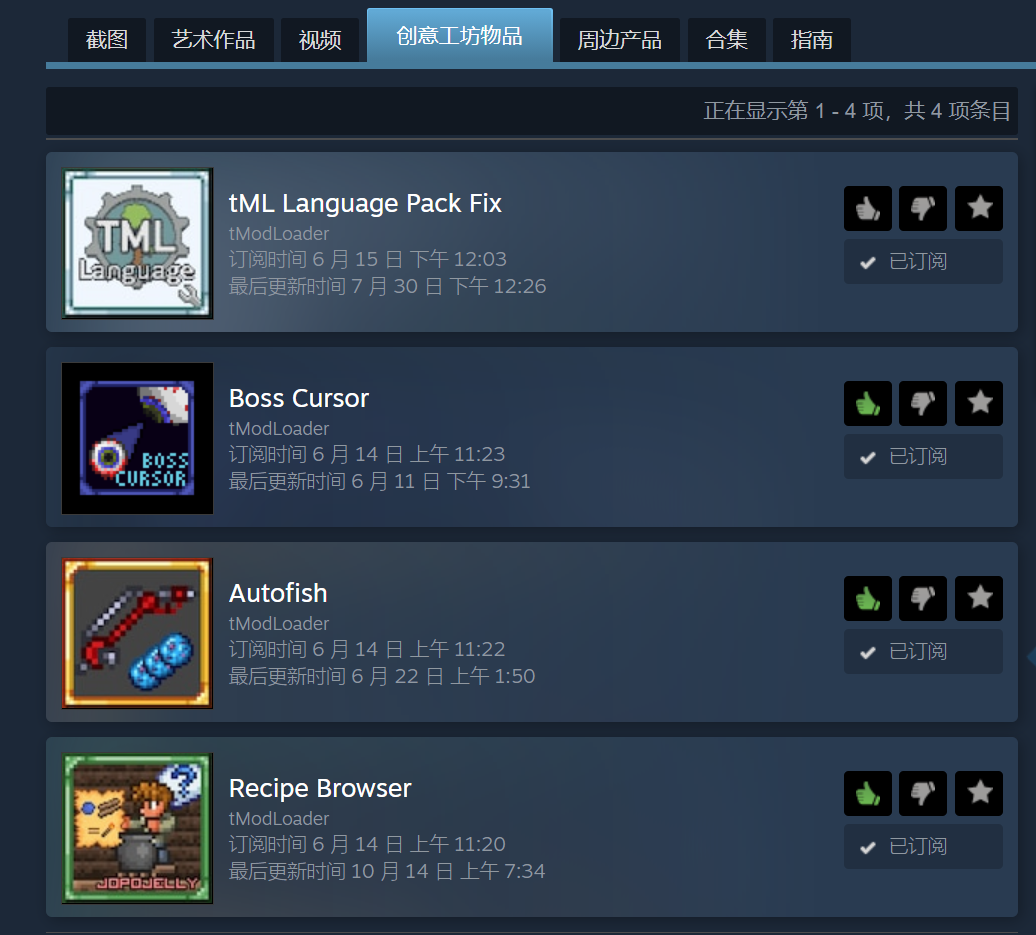 截图 艺术作品 视频 创意工坊物品 周边产品 合集 指南
正在显示第 1 - 4 项，共 4 项条目
TML
Language
tML Language Pack Fix
tModLoader
订阅时间 6 月 15 日 下午 12:03
最后更新时间 7 月 30 日 下午 12:26
已订阅
BOSS
CURSOR
Boss Cursor
tModLoader
订阅时间 6 月 14 日 上午 11:23
最后更新时间 6 月 11 日 下午 9:31
已订阅
Autofish
tModLoader
订阅时间 6 月 14 日 上午 11:22
最后更新时间 6 月 22 日 上午 1:50
已订阅
?
JOPOJELLY
Recipe Browser
tModLoader
订阅时间 6 月 14 日 上午 11:20
最后更新时间 10 月 14 日 上午 7:34
已订阅